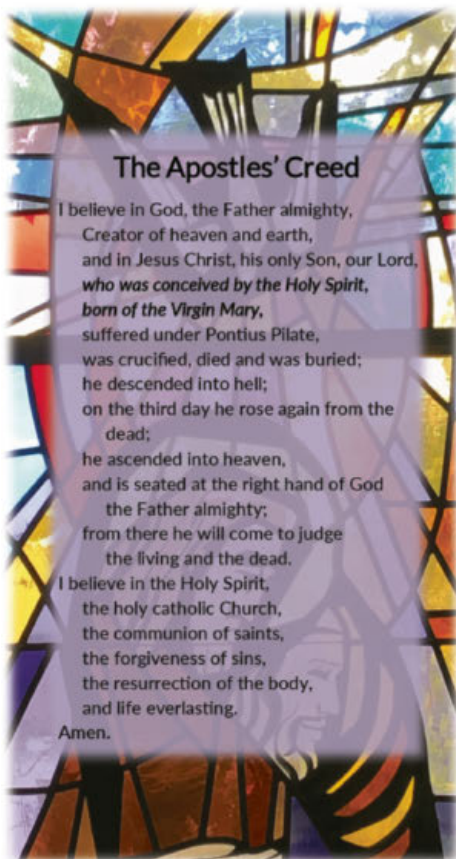 The Apostles’ Creed
I believe in God, the Father almighty,
Creator of heaven and earth,
and in Jesus Christ, his only Son, our Lord,
who was conceived by the Holy Spirit,
born of the Virgin Mary,
suffered under Pontius Pilate,
was crucified, died and was buried;
he descended into hell;
on the third day he rose again from the
dead;
he ascended into heaven,
and is seated at the right hand of God
the Father almighty;
from there he will come to judge
the living and the dead.
I believe in the Holy Spirit,
the holy catholic Church,
the communion of saints,
the forgiveness of sins,
the resurrection of the body,
and life everlasting.
Amen.